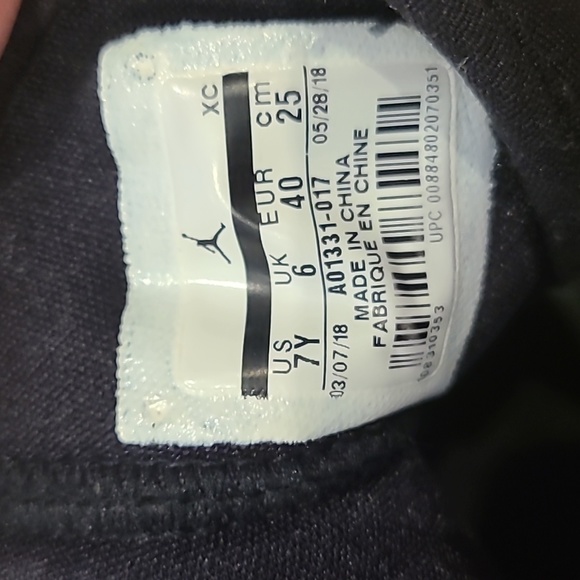 XC
US UK EUR cm
7Y 6 40 25
03/07/18 A01331-017 05/28/18
MADE IN CHINA
FABRIQUE EN CHINE
UPC 00884802070351